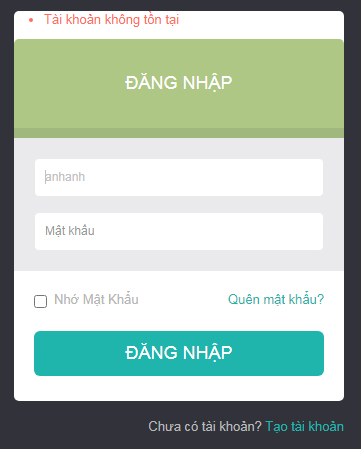 Tài khoản không tồn tại
ĐĂNG NHẬP
anhanh
Mật khẩu
Nhớ Mật Khẩu
Quên mật khẩu?
ĐĂNG NHẬP
Chưa có tài khoản? Tạo tài khoản